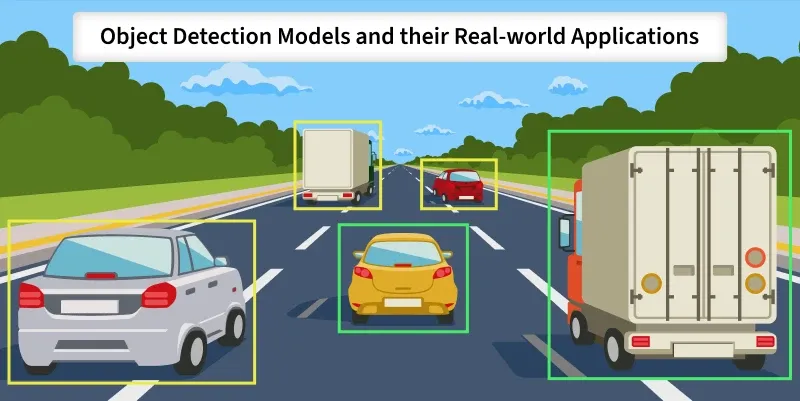 Object Detection Models and their Real-world Applications